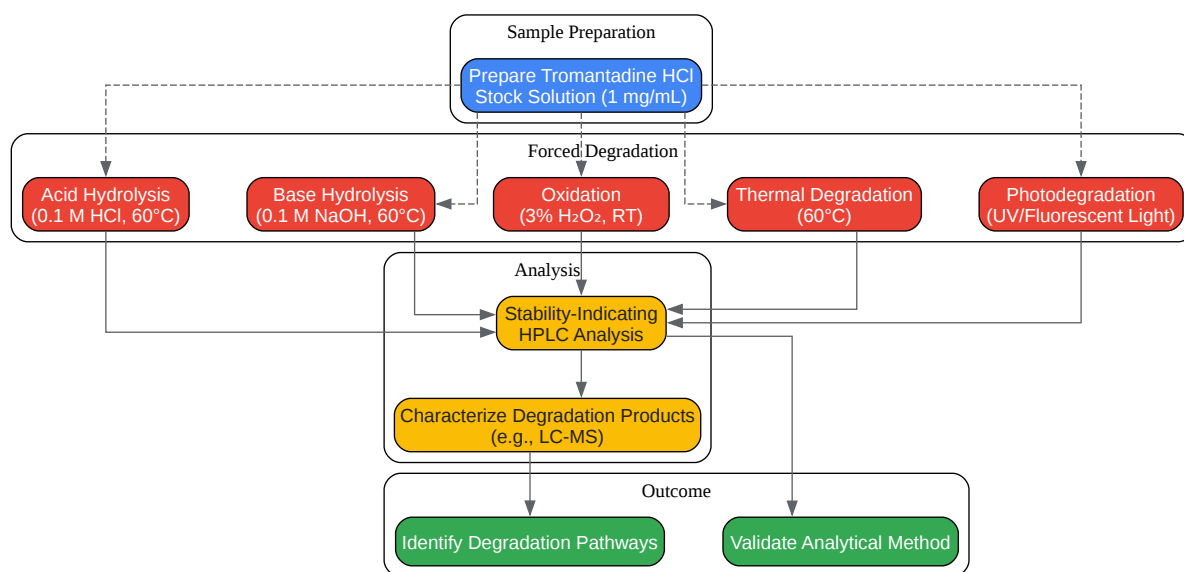 Sample Preparation
Prepare Tromantadine HCl
Stock Solution (1 mg/mL)
Forced Degradation
Acid Hydrolysis
(0.1 M HCl, 60°C)
Base Hydrolysis
(0.1 M NaOH, 60°C)
Oxidation
(3% H₂O₂, RT)
Thermal Degradation
(60°C)
Photodegradation
(UV/Fluorescent Light)
Analysis
Stability-Indicating
HPLC Analysis
Characterize Degradation Products
(e.g., LC-MS)
Outcome
Identify Degradation Pathways
Validate Analytical Method